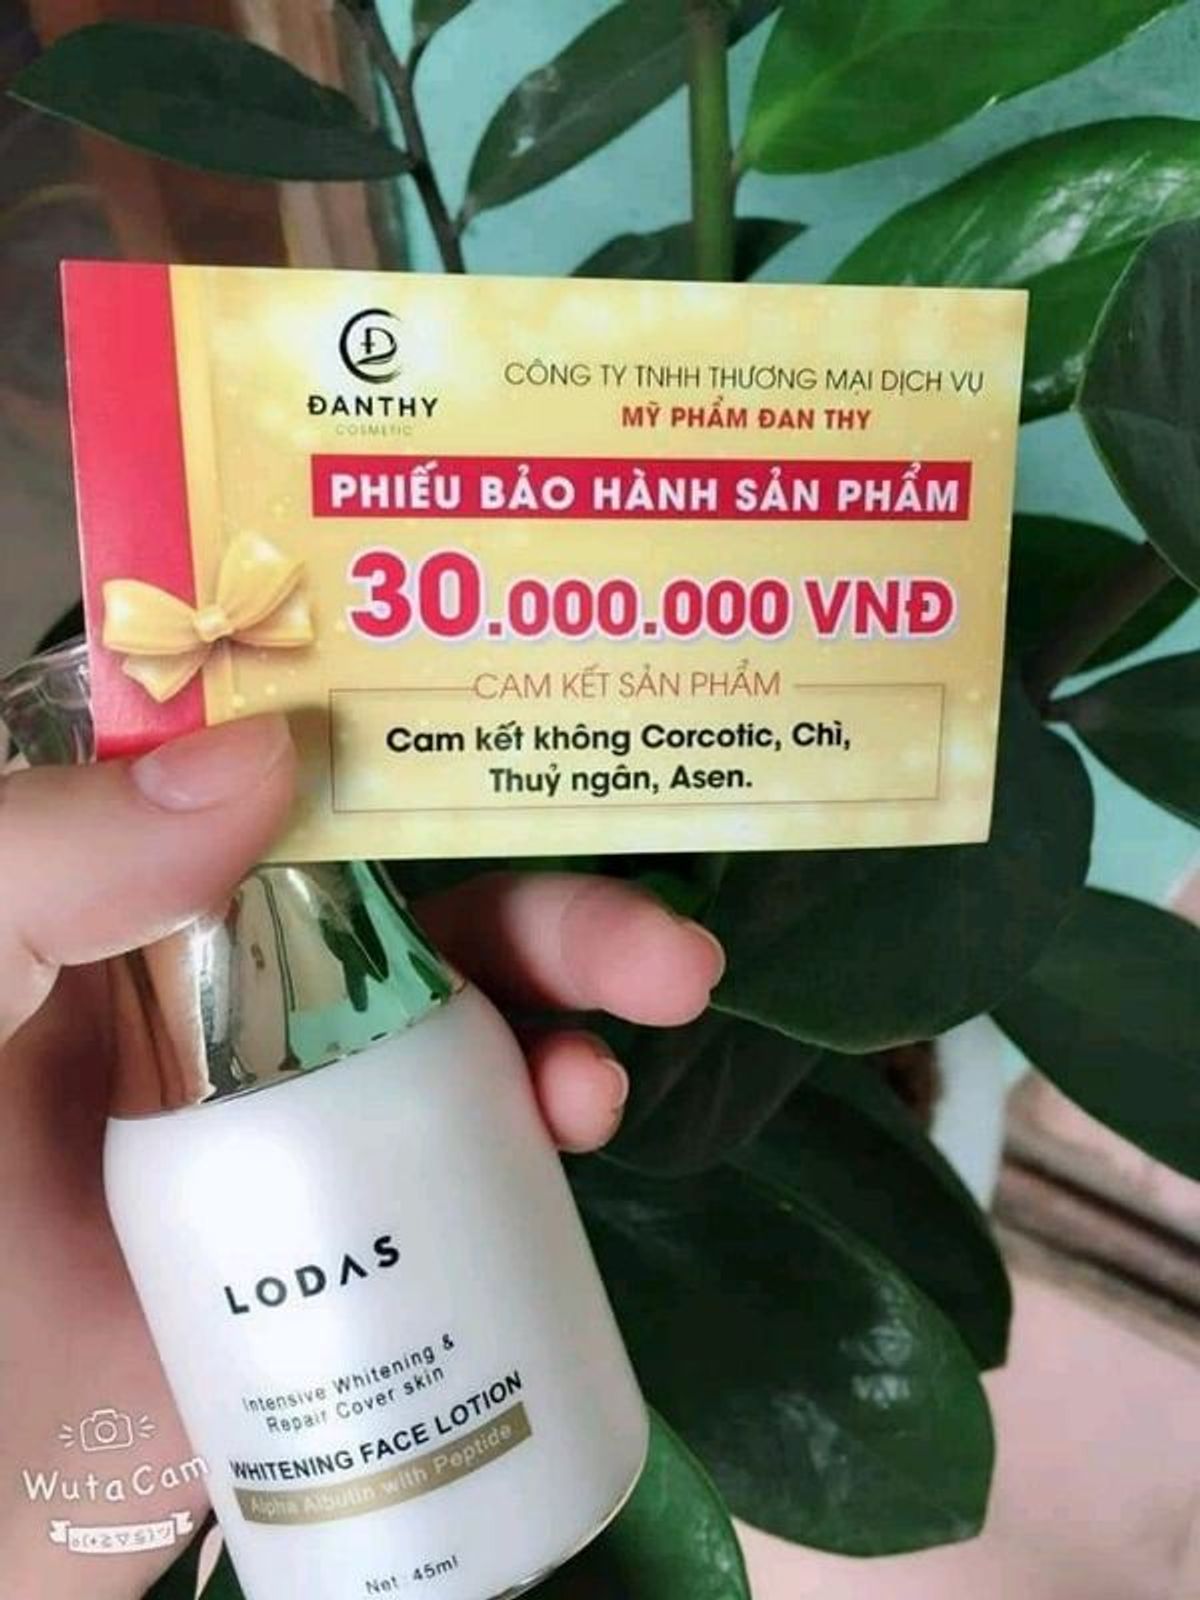 ĐANTHY
COSMETIC
CÔNG TY TNHH THƯƠNG MẠI DỊCH VỤ
MỸ PHẨM ĐAN THY
PHIẾU BẢO HÀNH SẢN PHẨM
30.000.000 VNĐ
CAM KẾT SẢN PHẨM
Cam kết không Corcotic, Chì,
Thuỷ ngân, Asen.
LODAS
Intensive Whitening &
Repair Cover skin
WHITENING FACE LOTION
Alpha Albutin with Peptide
Net 45ml
WutaCam